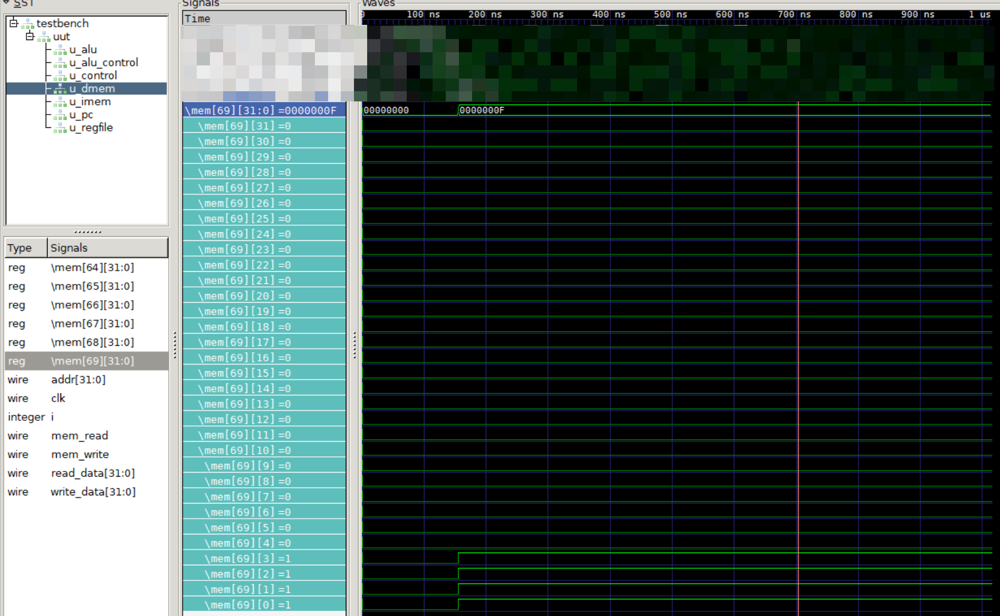 SST
testbench
uut
u_alu
u_alu_control
u_control
u_dmem
u_imem
u_pc
u_regfile
Type Signals
reg \mem[64][31:0]
reg \mem[65][31:0]
reg \mem[66][31:0]
reg \mem[67][31:0]
reg \mem[68][31:0]
reg \mem[69][31:0]
wire addr[31:0]
wire clk
integer i
wire mem_read
wire mem_write
wire read_data[31:0]
wire write_data[31:0]
Signals
Time
\mem[69][31:0] =0000000F
\mem[69][31] =0
\mem[69][30] =0
\mem[69][29] =0
\mem[69][28] =0
\mem[69][27] =0
\mem[69][26] =0
\mem[69][25] =0
\mem[69][24] =0
\mem[69][23] =0
\mem[69][22] =0
\mem[69][21] =0
\mem[69][20] =0
\mem[69][19] =0
\mem[69][18] =0
\mem[69][17] =0
\mem[69][16] =0
\mem[69][15] =0
\mem[69][14] =0
\mem[69][13] =0
\mem[69][12] =0
\mem[69][11] =0
\mem[69][10] =0
\mem[69][9] =0
\mem[69][8] =0
\mem[69][7] =0
\mem[69][6] =0
\mem[69][5] =0
\mem[69][4] =0
\mem[69][3] =1
\mem[69][2] =1
\mem[69][1] =1
\mem[69][0] =1
Waves
0 100 ns 200 ns 300 ns 400 ns 500 ns 600 ns 700 ns 800 ns 900 ns 1 us
00000000 0000000F